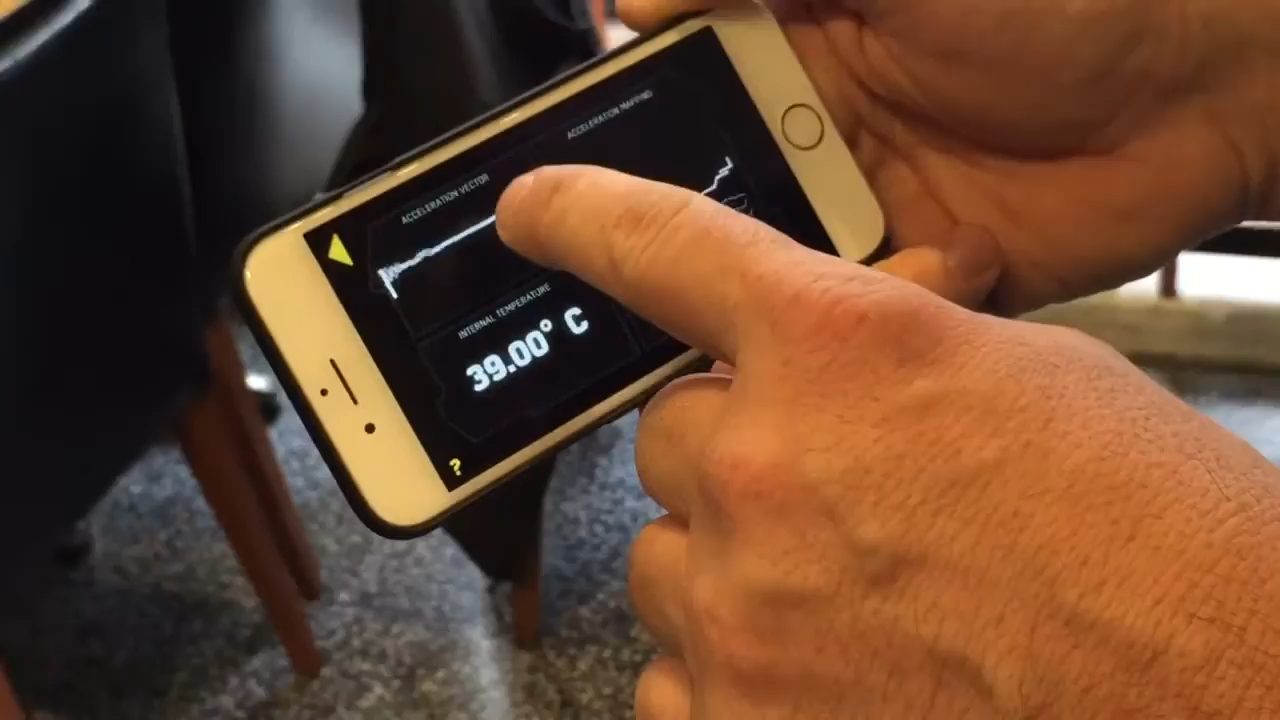 ACCELERATION VECTOR
ACCELERATION MAPPING
INTERNAL TEMPERATURE
39.00° C
?